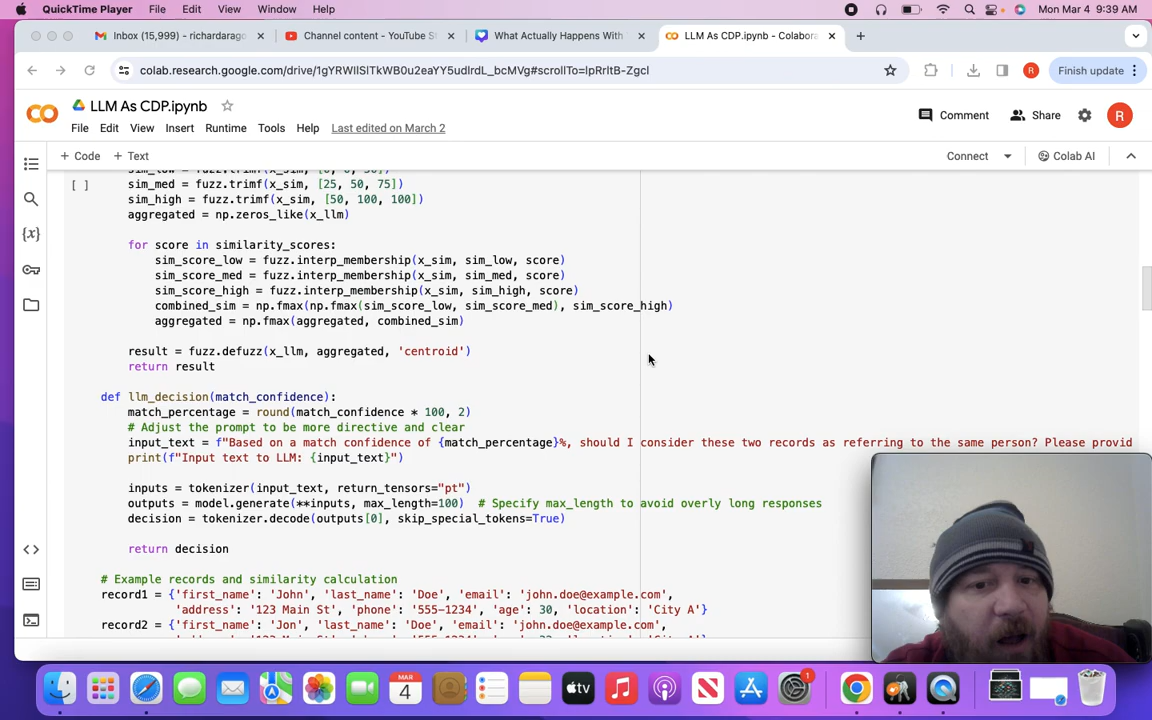 QuickTime Player File Edit View Window Help Mon Mar 4 9:39 AM
Inbox (15,999) - richardarago Channel content - YouTube St What Actually Happens With LLM As CDP.ipynb - Colabora
colab.research.google.com/drive/1gYRWIlSlTkWB0u2eaYY5udlrdL_bcMVg#scrollTo=lpRrltB-Zgcl R Finish update
LLM As CDP.ipynb Comment Share R
File Edit View Insert Runtime Tools Help Last edited on March 2
+ Code + Text Connect Colab AI
[ ] sim_med = fuzz.trimf(x_sim, [25, 50, 75])
sim_high = fuzz.trimf(x_sim, [50, 100, 100])
aggregated = np.zeros_like(x_llm)
for score in similarity_scores:
sim_score_low = fuzz.interp_membership(x_sim, sim_low, score)
sim_score_med = fuzz.interp_membership(x_sim, sim_med, score)
sim_score_high = fuzz.interp_membership(x_sim, sim_high, score)
combined_sim = np.fmax(np.fmax(sim_score_low, sim_score_med), sim_score_high)
aggregated = np.fmax(aggregated, combined_sim)
result = fuzz.defuzz(x_llm, aggregated, 'centroid')
return result
def llm_decision(match_confidence):
match_percentage = round(match_confidence * 100, 2)
# Adjust the prompt to be more directive and clear
input_text = f"Based on a match confidence of {match_percentage}%, should I consider these two records as referring to the same person? Please provid
print(f"Input text to LLM: {input_text}")
inputs = tokenizer(input_text, return_tensors="pt")
outputs = model.generate(**inputs, max_length=100) # Specify max_length to avoid overly long responses
decision = tokenizer.decode(outputs[0], skip_special_tokens=True)
return decision
# Example records and similarity calculation
record1 = {'first_name': 'John', 'last_name': 'Doe', 'email': 'john.doe@example.com',
'address': '123 Main St', 'phone': '555-1234', 'age': 30, 'location': 'City A'}
record2 = {'first_name': 'Jon', 'last_name': 'Doe', 'email': 'john.doe@example.com',
MAR
4
tv
1